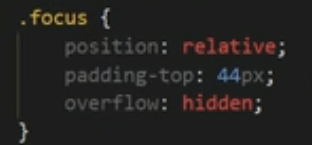 .focus {
    position: relative;
    padding-top: 44px;
    overflow: hidden;
}